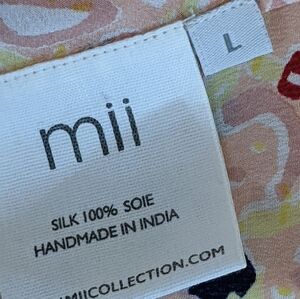 L
mii
SILK 100% SOIE
HANDMADE IN INDIA
MIICOLLECTION.COM